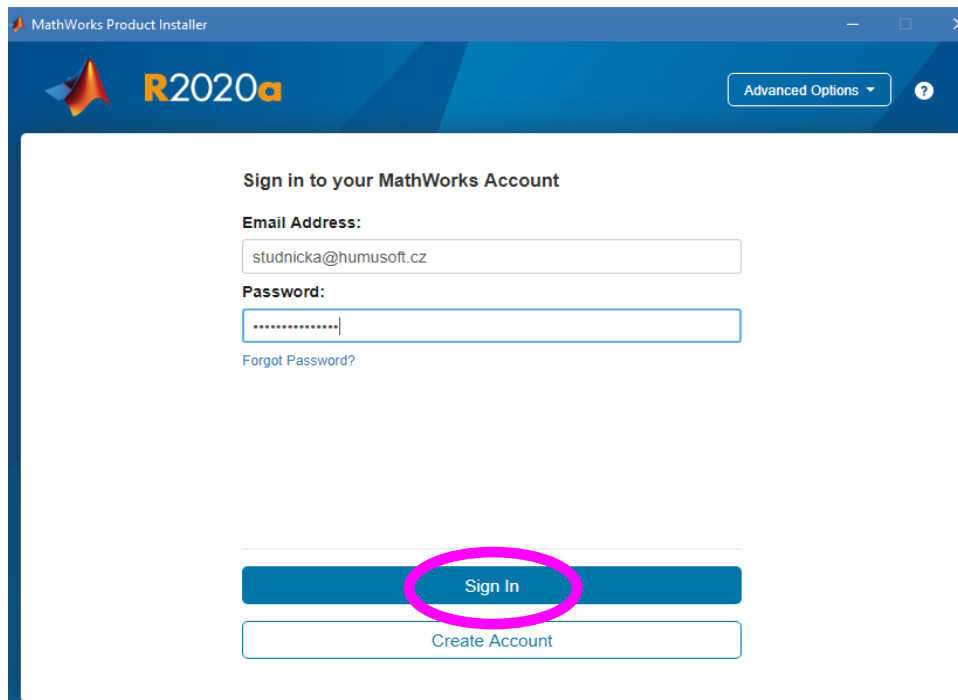 MathWorks Product Installer
R2020a
Advanced Options
?
Sign in to your MathWorks Account
Email Address:
studnicka@humusoft.cz
Password:
•••••••••••••••
Forgot Password?
Sign In
Create Account